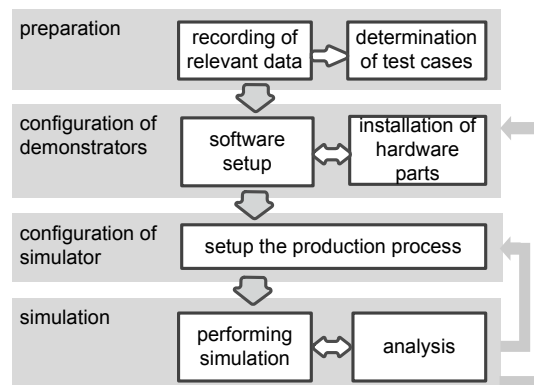 preparation
recording of
relevant data
determination
of test cases
configuration of
demonstrators
software
setup
installation of
hardware
parts
configuration of
simulator
setup the production process
simulation
performing
simulation
analysis